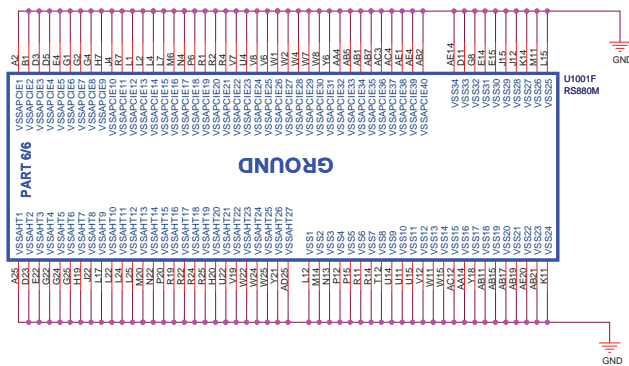 A2 B1 D3 D5 E4 G1 G2 G4 H7 J4 R7 L1 L2 L4 L7 M6 N4 P6 R1 R2 R4 V7 U4 V8 V6 W1 W2 W4 W7 W8 Y6 AA4 AB5 AB1 AB7 AC3 AC4 AE1 AE4 AB2 AE14 D11 G8 E14 E15 J15 J12 K14 M11 L15
GND
U1001F
RS880M
VSSAPCIE1 VSSAPCIE2 VSSAPCIE3 VSSAPCIE4 VSSAPCIE5 VSSAPCIE6 VSSAPCIE7 VSSAPCIE8 VSSAPCIE9 VSSAPCIE10 VSSAPCIE11 VSSAPCIE12 VSSAPCIE13 VSSAPCIE14 VSSAPCIE15 VSSAPCIE16 VSSAPCIE17 VSSAPCIE18 VSSAPCIE19 VSSAPCIE20 VSSAPCIE21 VSSAPCIE22 VSSAPCIE23 VSSAPCIE24 VSSAPCIE25 VSSAPCIE26 VSSAPCIE27 VSSAPCIE28 VSSAPCIE29 VSSAPCIE30 VSSAPCIE31 VSSAPCIE32 VSSAPCIE33 VSSAPCIE34 VSSAPCIE35 VSSAPCIE36 VSSAPCIE37 VSSAPCIE38 VSSAPCIE39 VSSAPCIE40 VSS34 VSS33 VSS32 VSS31 VSS30 VSS29 VSS28 VSS27 VSS26 VSS25
PART 6/6
GROUND
VSSAHT1 VSSAHT2 VSSAHT3 VSSAHT4 VSSAHT5 VSSAHT6 VSSAHT7 VSSAHT8 VSSAHT9 VSSAHT10 VSSAHT11 VSSAHT12 VSSAHT13 VSSAHT14 VSSAHT15 VSSAHT16 VSSAHT17 VSSAHT18 VSSAHT19 VSSAHT20 VSSAHT21 VSSAHT22 VSSAHT23 VSSAHT24 VSSAHT25 VSSAHT26 VSSAHT27 VSS1 VSS2 VSS3 VSS4 VSS5 VSS6 VSS7 VSS8 VSS9 VSS10 VSS11 VSS12 VSS13 VSS14 VSS15 VSS16 VSS17 VSS18 VSS19 VSS20 VSS21 VSS22 VSS23 VSS24
A25 D23 E22 G22 G24 G25 H19 J22 L17 L22 L24 L25 M20 N22 P20 R19 R22 R24 R25 H20 U22 V19 W22 W24 W25 Y21 AD25 L12 M14 N13 P12 P15 R11 R14 T12 U14 U11 U15 V12 W11 W15 AC12 AA14 Y18 AB11 AB15 AB17 AB19 AE20 AB21 K11
GND